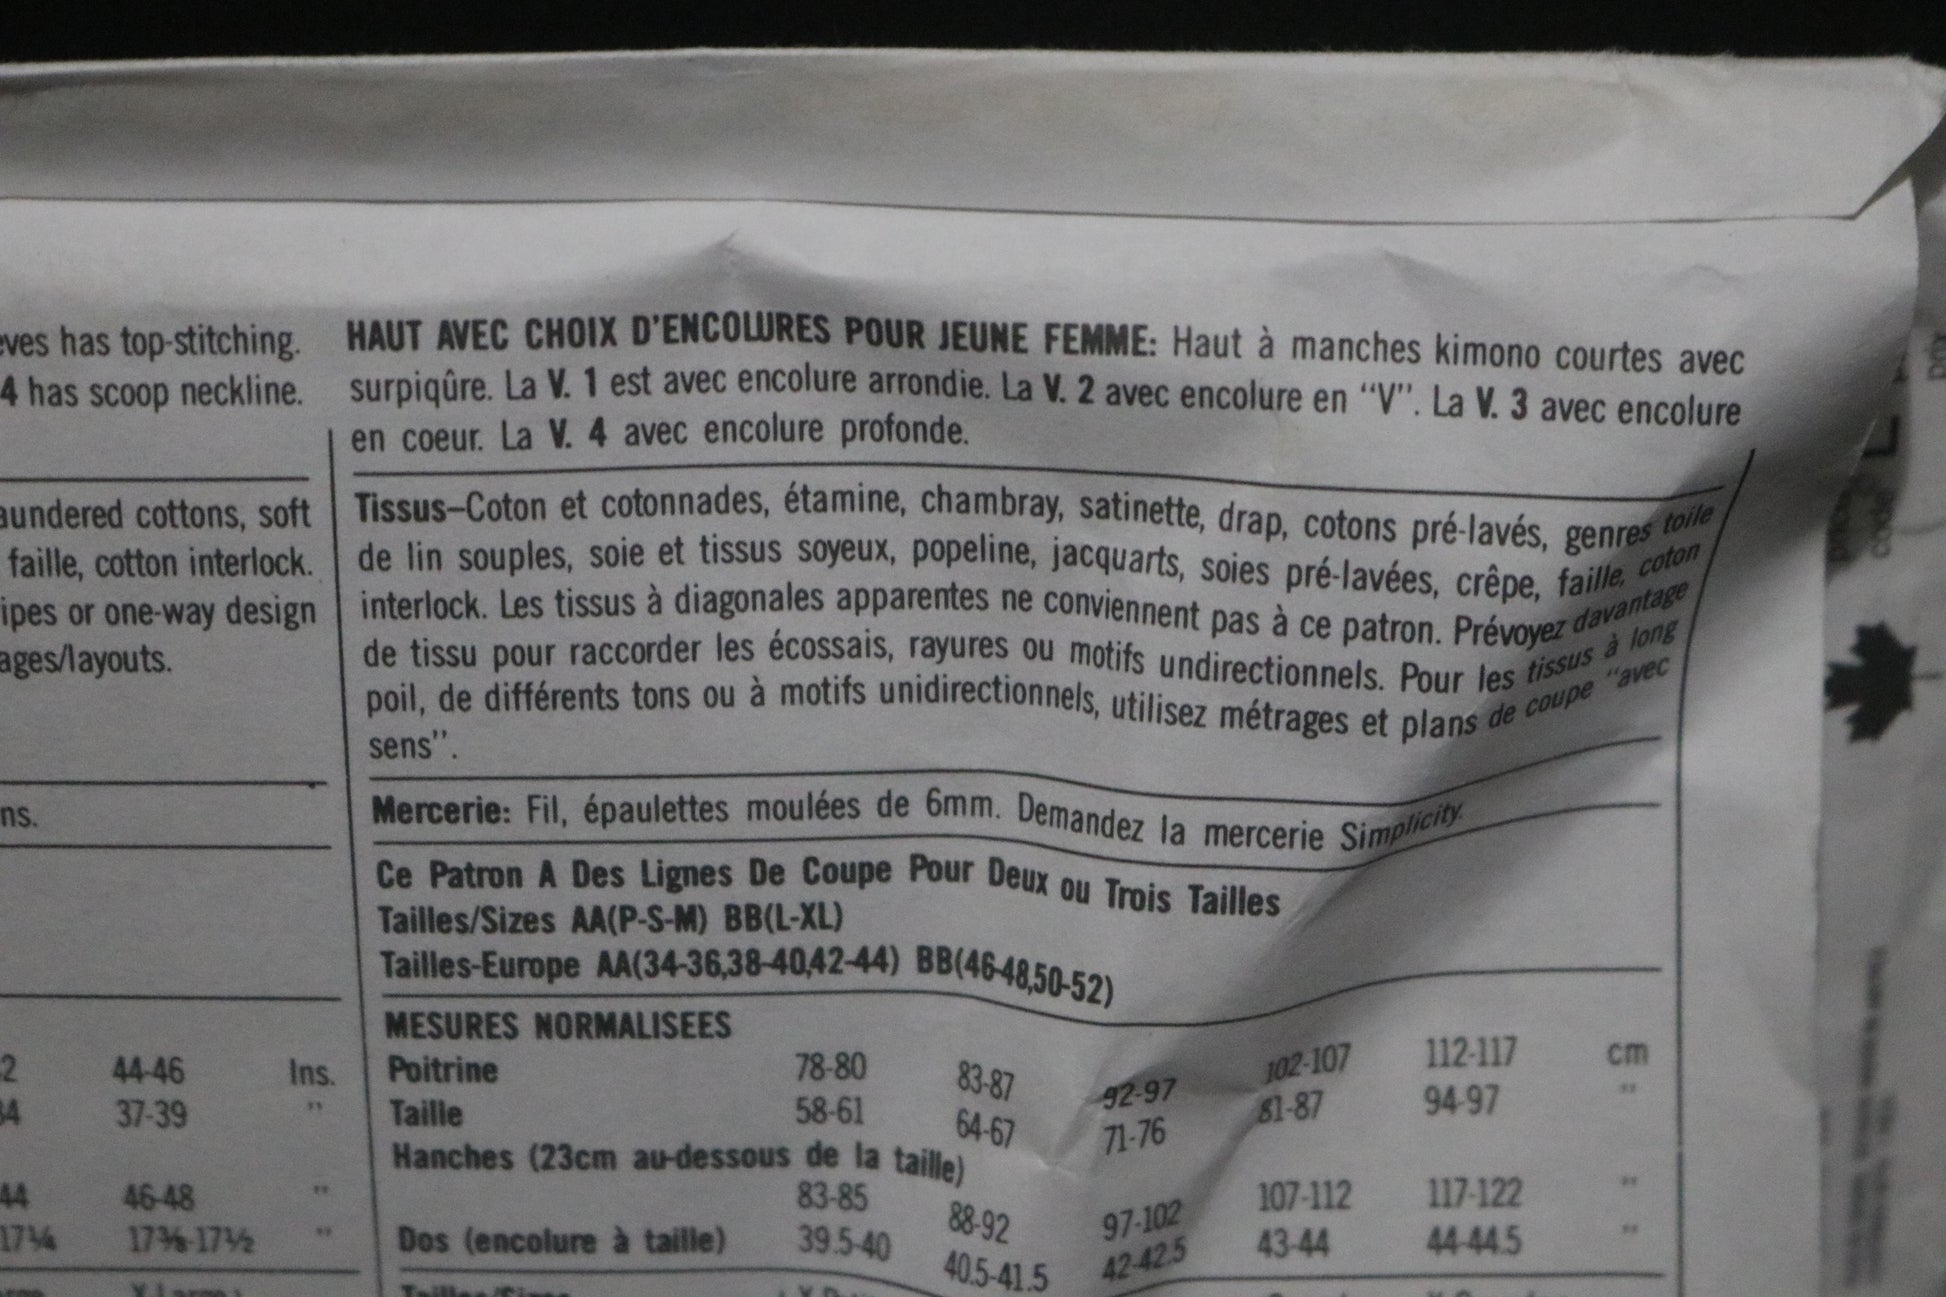 ves has top-stitching.
4 has scoop neckline.
aundered cottons, soft
faille, cotton interlock.
ipes or one-way design
ages/layouts.
ns.
2 44-46 Ins.
34 37-39 "
44 46-48 "
17¼ 17⅜-17½ "
HAUT AVEC CHOIX D'ENCOLURES POUR JEUNE FEMME: Haut à manches kimono courtes avec
surpiqûre. La V. 1 est avec encolure arrondie. La V. 2 avec encolure en "V". La V. 3 avec encolure
en coeur. La V. 4 avec encolure profonde.
Tissus–Coton et cotonnades, étamine, chambray, satinette, drap, cotons pré-lavés, genres toile
de lin souples, soie et tissus soyeux, popeline, jacquarts, soies pré-lavées, crêpe, faille, coton
interlock. Les tissus à diagonales apparentes ne conviennent pas à ce patron. Prévoyez davantage
de tissu pour raccorder les écossais, rayures ou motifs undirectionnels. Pour les tissus à long
poil, de différents tons ou à motifs unidirectionnels, utilisez métrages et plans de coupe "avec
sens".
Mercerie: Fil, épaulettes moulées de 6mm. Demandez la mercerie Simplicity.
Ce Patron A Des Lignes De Coupe Pour Deux ou Trois Tailles
Tailles/Sizes AA(P-S-M) BB(L-XL)
Tailles-Europe AA(34-36,38-40,42-44) BB(46-48,50-52)
MESURES NORMALISEES
Poitrine 78-80 83-87 92-97 102-107 112-117 cm
Taille 58-61 64-67 71-76 81-87 94-97 "
Hanches (23cm au-dessous de la taille)
83-85 88-92 97-102 107-112 117-122 "
Dos (encolure à taille) 39.5-40 40.5-41.5 42-42.5 43-44 44-44.5 "